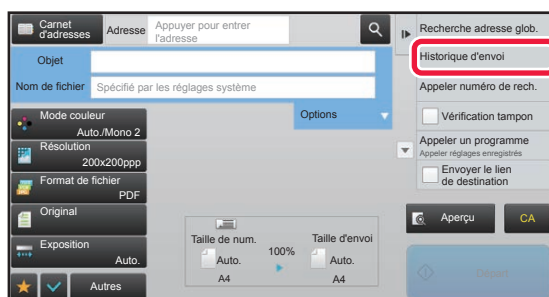 Carnet
d'adresses
Adresse
Appuyer pour entrer
l'adresse
Objet
Nom de fichier
Spécifié par les réglages système
Options
Mode couleur
Auto./Mono 2
Résolution
200x200ppp
Format de fichier
PDF
Original
Exposition
Auto.
Autres
Taille de num.
Auto.
A4
100%
Taille d'envoi
Auto.
A4
Recherche adresse glob.
Historique d'envoi
Appeler numéro de rech.
Vérification tampon
Appeler un programme
Appeler réglages enregistrés
Envoyer le lien
de destination
Aperçu
CA
Départ